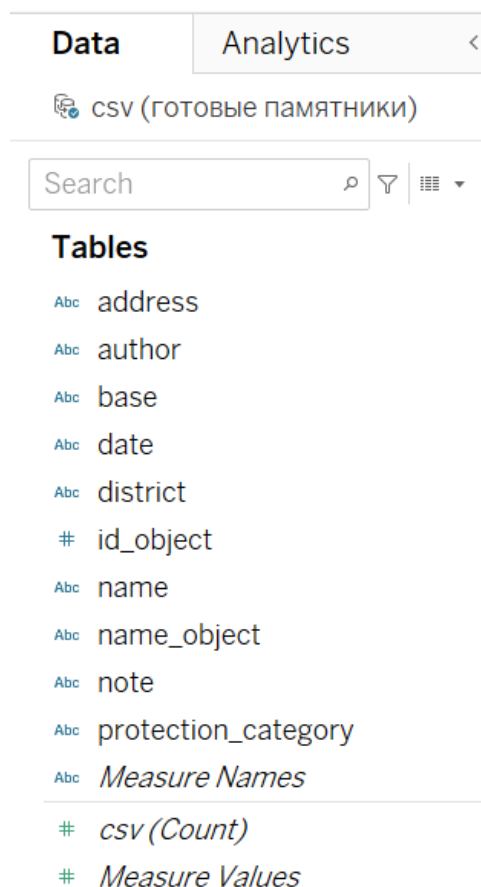 Data Analytics <
csv (готовые памятники)
Search
Tables
Abc address
Abc author
Abc base
Abc date
Abc district
# id_object
Abc name
Abc name_object
Abc note
Abc protection_category
Abc Measure Names
# csv (Count)
# Measure Values